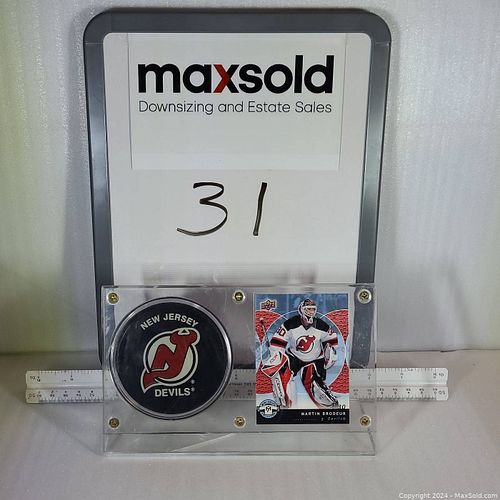 maxsold
Downsizing and Estate Sales
31
NEW JERSEY
DEVILS®
MARTIN BRODEUR
Copyright 2024 - MaxSold.com